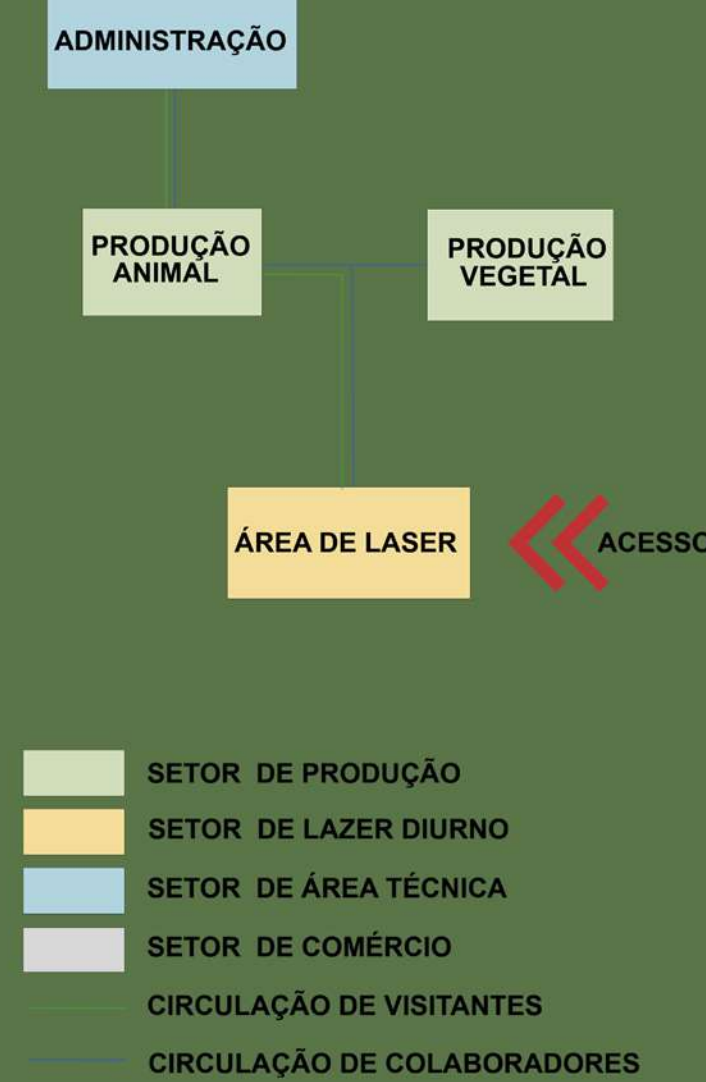 ADMINISTRAÇÃO
PRODUÇÃO
ANIMAL
PRODUÇÃO
VEGETAL
ÁREA DE LASER
ACESSO
SETOR DE PRODUÇÃO
SETOR DE LAZER DIURNO
SETOR DE ÁREA TÉCNICA
SETOR DE COMÉRCIO
CIRCULAÇÃO DE VISITANTES
CIRCULAÇÃO DE COLABORADORES